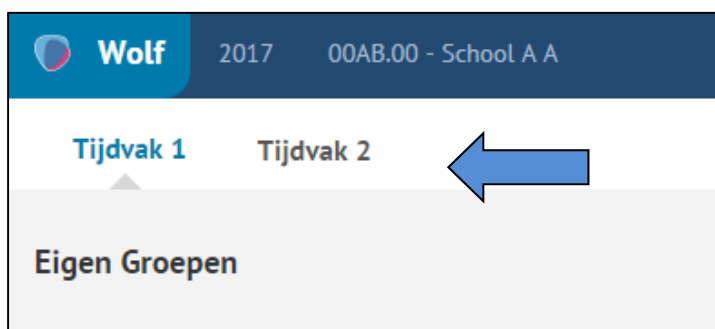 Wolf 2017 00AB.00 - School A A
Tijdvak 1 Tijdvak 2
Eigen Groepen